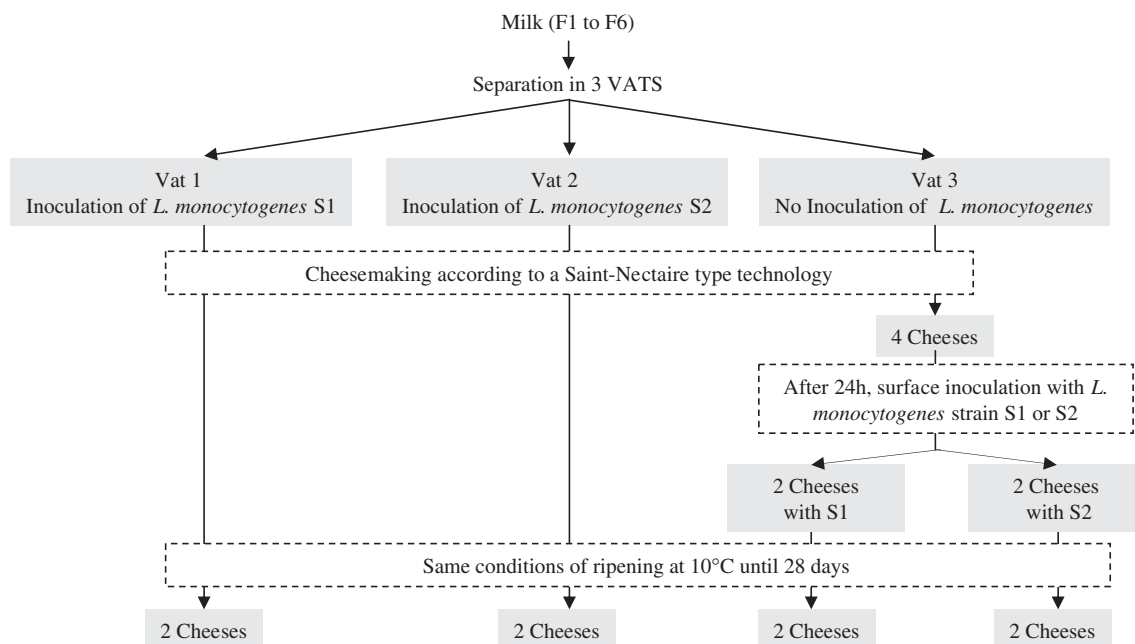 Milk (F1 to F6)
Separation in 3 VATS
Vat 1
Inoculation of L. monocytogenes S1
Vat 2
Inoculation of L. monocytogenes S2
Vat 3
No Inoculation of L. monocytogenes
Cheesemaking according to a Saint-Nectaire type technology
4 Cheeses
After 24h, surface inoculation with L.
monocytogenes strain S1 or S2
2 Cheeses
with S1
2 Cheeses
with S2
Same conditions of ripening at 10°C until 28 days
2 Cheeses
2 Cheeses
2 Cheeses
2 Cheeses